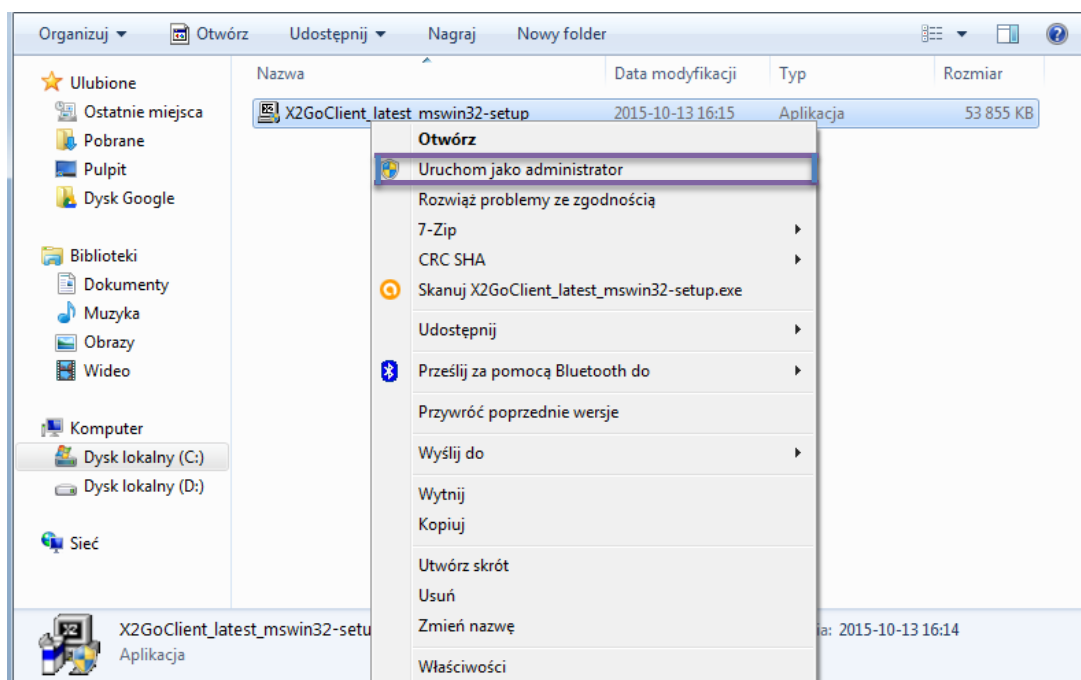 Organizuj Otwórz Udostępnij Nagraj Nowy folder
Ulubione
Ostatnie miejsca
Pobrane
Pulpit
Dysk Google
Biblioteki
Dokumenty
Muzyka
Obrazy
Wideo
Komputer
Dysk lokalny (C:)
Dysk lokalny (D:)
Sieć
Nazwa Data modyfikacji Typ Rozmiar
X2GoClient_latest_mswin32-setup 2015-10-13 16:15 Aplikacja 53 855 KB
Otwórz
Uruchom jako administrator
Rozwiąż problemy ze zgodnością
7-Zip
CRC SHA
Skanuj X2GoClient_latest_mswin32-setup.exe
Udostępnij
Prześlij za pomocą Bluetooth do
Przywróć poprzednie wersje
Wyślij do
Wytnij
Kopiuj
Utwórz skrót
Usuń
Zmień nazwę
Właściwości
X2GoClient_latest_mswin32-setu ia: 2015-10-13 16:14
Aplikacja